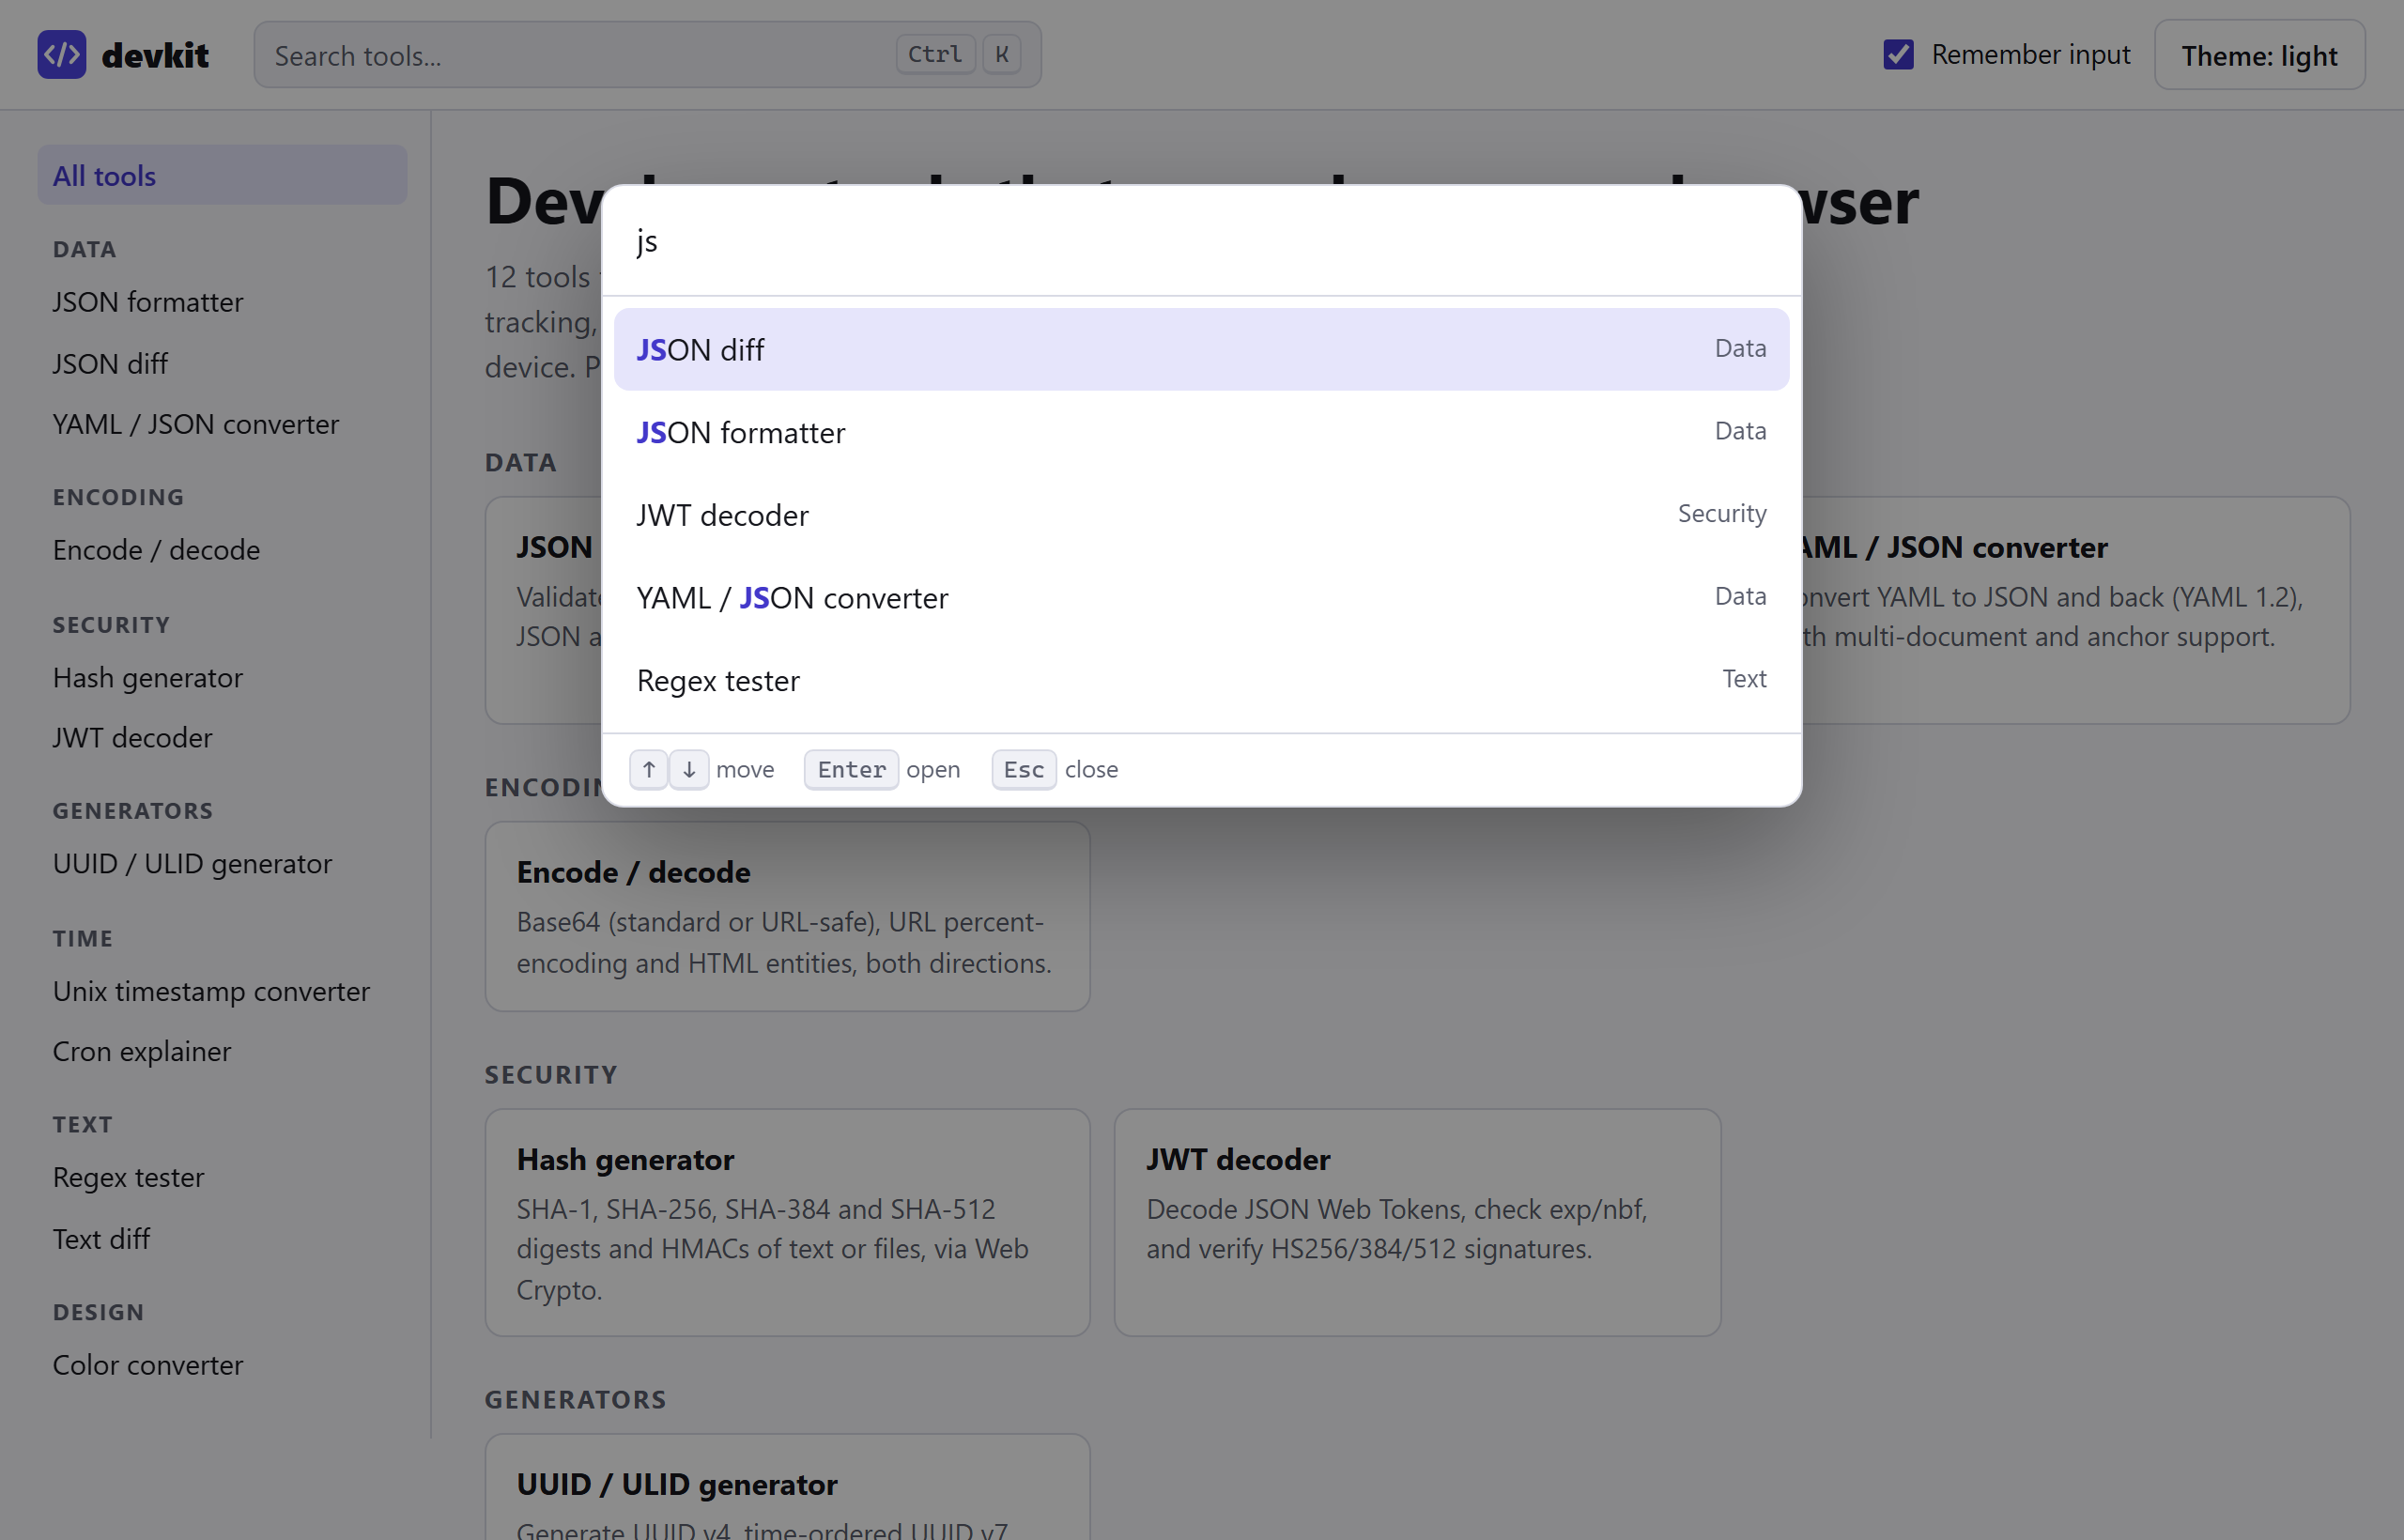 devkit
Search tools...
Ctrl K
Remember input
Theme: light
All tools
DATA
JSON formatter
JSON diff
YAML / JSON converter
ENCODING
Encode / decode
SECURITY
Hash generator
JWT decoder
GENERATORS
UUID / ULID generator
TIME
Unix timestamp converter
Cron explainer
TEXT
Regex tester
Text diff
DESIGN
Color converter
js
JSON diff Data
JSON formatter Data
JWT decoder Security
YAML / JSON converter Data
Regex tester Text
↑ ↓ move Enter open Esc close
12 tools
tracking,
device.
DATA
JSON
JSON
/ JSON converter
YAML to JSON and back (YAML 1.2),
multi-document and anchor support.
Encode / decode
Base64 (standard or URL-safe), URL percent-
encoding and HTML entities, both directions.
SECURITY
Hash generator
SHA-1, SHA-256, SHA-384 and SHA-512
digests and HMACs of text or files, via Web
Crypto.
JWT decoder
Decode JSON Web Tokens, check exp/nbf,
and verify HS256/384/512 signatures.
GENERATORS
UUID / ULID generator
Generate UUID v4, time-ordered UUID v7